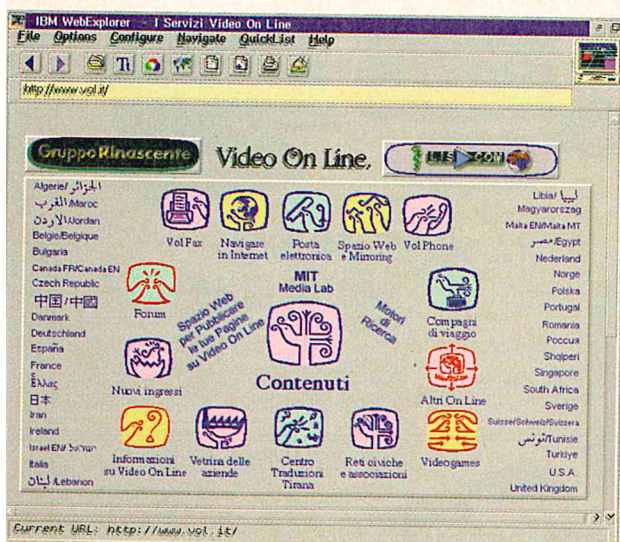 IBM WebExplorer - I Servizi Video On Line
File Options Configure Navigate QuickList Help
http://www.vol.it/
Gruppo Rinascente
Video On Line,
Algerie/ الجزائر
المغرب/Maroc
الاردن/Jordan
Belgie/Belgique
Bulgaria
Canada FR/Canada EN
Czech Republic
中国/中國
Danmark
Deutschland
España
France
Ελλας
日本
Iran
Ireland
Israel EN/ ישראל
Italia
لبنان/Lebanon
Vol Fax
Navigare
in Internet
Posta
elettronica
Spazio Web
e Mirroring
Vol Phone
Forum
Spazio Web
per Pubblicare
le tue Pagine
su Video On Line
MIT
Media Lab
Motori
di
Ricerca
Compagni
di viaggio
Nuovi ingressi
Contenuti
Altri On Line
Informazioni
su Video On Line
Vetrina delle
aziende
Centro
Traduzioni
Tirana
Reti civiche
e associazioni
Videogames
Libia/ ليبيا
Magyarorszag
Malta EN/Malta MT
مصر/Egypt
Nederland
Norge
Polska
Portugal
Romania
Россия
Shqiperi
Singapore
South Africa
Sverige
Suisse/Schweiz/Svizzera
تونس/Tunisie
Turkiye
U.S.A.
United Kingdom
Current URL: http://www.vol.it/